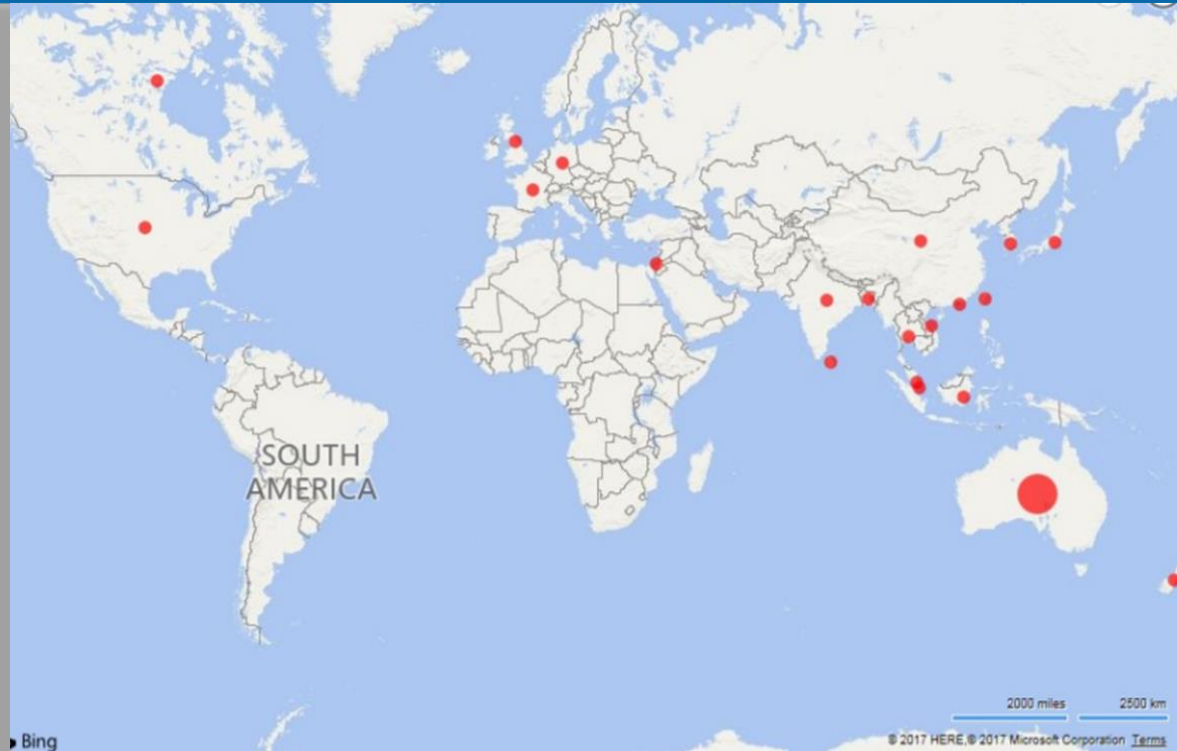 SOUTH
AMERICA
2000 miles 2500 km
Bing
© 2017 HERE,© 2017 Microsoft Corporation Terms